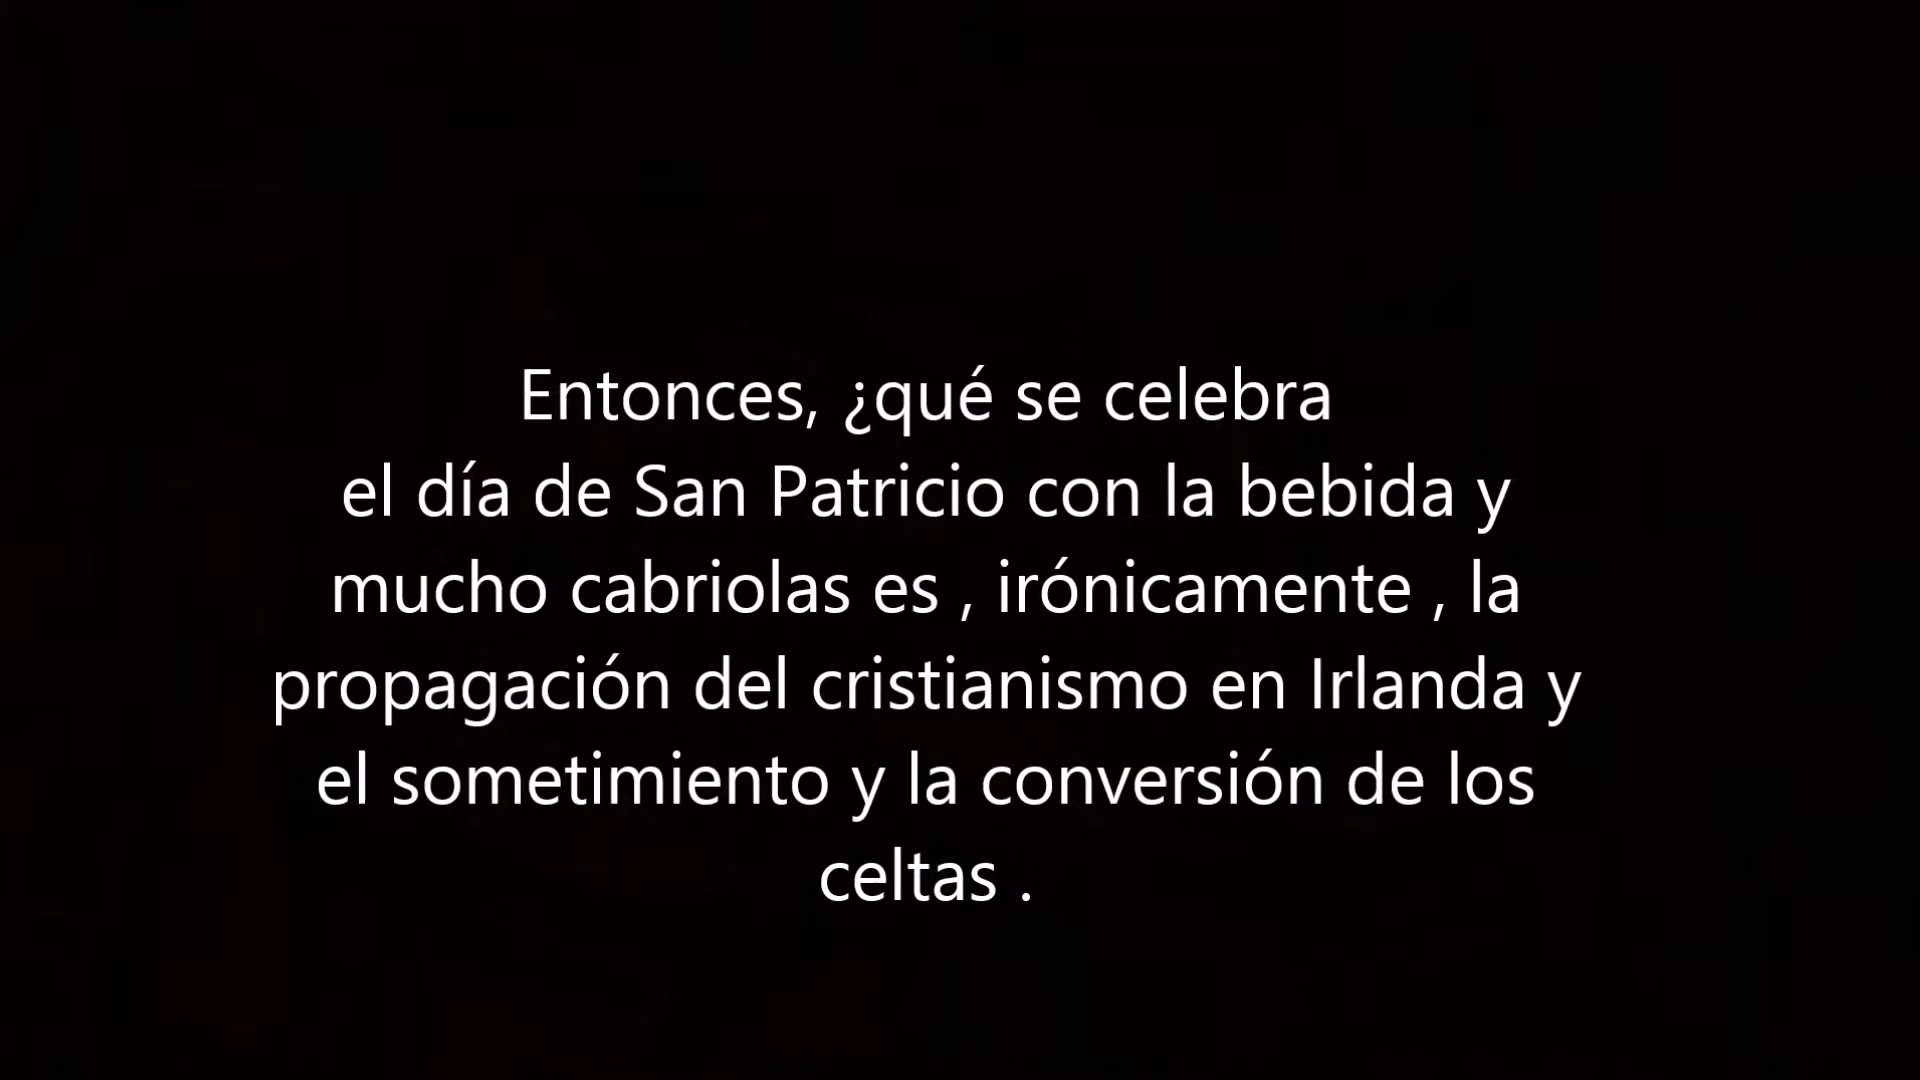 Entonces, ¿qué se celebra
el día de San Patricio con la bebida y
mucho cabriolas es , irónicamente , la
propagación del cristianismo en Irlanda y
el sometimiento y la conversión de los
celtas .